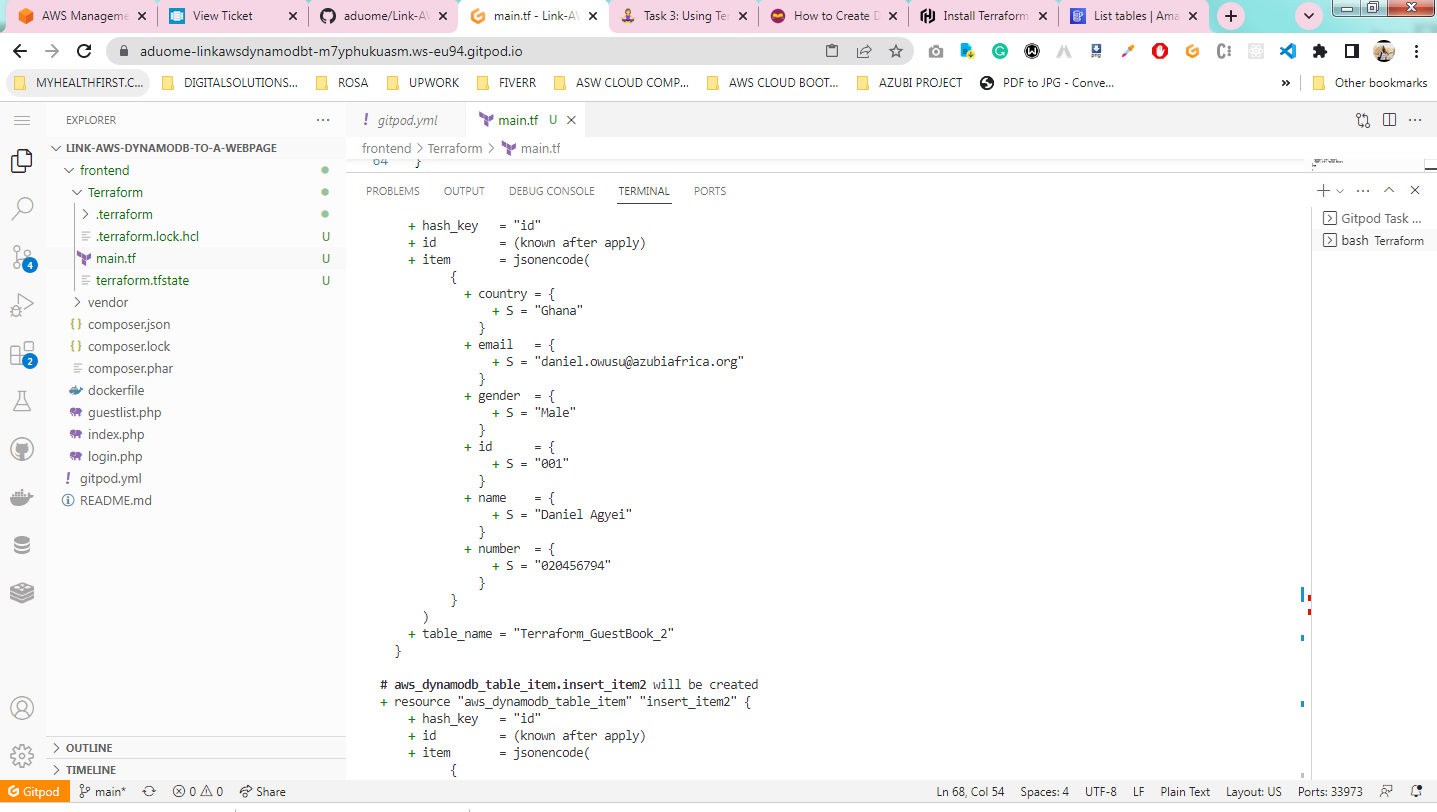 AWS Manageme
View Ticket
aduome/Link-AW
main.tf - Link-AW
Task 3: Using Ter
How to Create D
Install Terraform
List tables | Ama
aduome-linkawsdynamodbt-m7yphukuasm.ws-eu94.gitpod.io
MYHEALTHFIRST.C...
DIGITALSOLUTIONS...
ROSA
UPWORK
FIVERR
ASW CLOUD COMP...
AWS CLOUD BOOT...
AZUBI PROJECT
PDF to JPG - Conve...
»
Other bookmarks
EXPLORER
gitpod.yml
main.tf U
LINK-AWS-DYNAMODB-TO-A-WEBPAGE
frontend > Terraform > main.tf
frontend
64 }
Terraform
PROBLEMS
OUTPUT
DEBUG CONSOLE
TERMINAL
PORTS
.terraform
.terraform.lock.hcl U
main.tf U
terraform.tfstate U
vendor
composer.json
composer.lock
composer.phar
dockerfile
guestlist.php
index.php
login.php
gitpod.yml
README.md
4
2
+ hash_key = "id"
+ id = (known after apply)
+ item = jsonencode(
{
+ country = {
+ S = "Ghana"
}
+ email = {
+ S = "daniel.owusu@azubiafrica.org"
}
+ gender = {
+ S = "Male"
}
+ id = {
+ S = "001"
}
+ name = {
+ S = "Daniel Agyei"
}
+ number = {
+ S = "020456794"
}
}
)
+ table_name = "Terraform_GuestBook_2"
}
# aws_dynamodb_table_item.insert_item2 will be created
+ resource "aws_dynamodb_table_item" "insert_item2" {
+ hash_key = "id"
+ id = (known after apply)
+ item = jsonencode(
{
Gitpod Task ...
bash Terraform
OUTLINE
TIMELINE
Gitpod
main*
0
0
Share
Ln 68, Col 54
Spaces: 4
UTF-8
LF
Plain Text
Layout: US
Ports: 33973